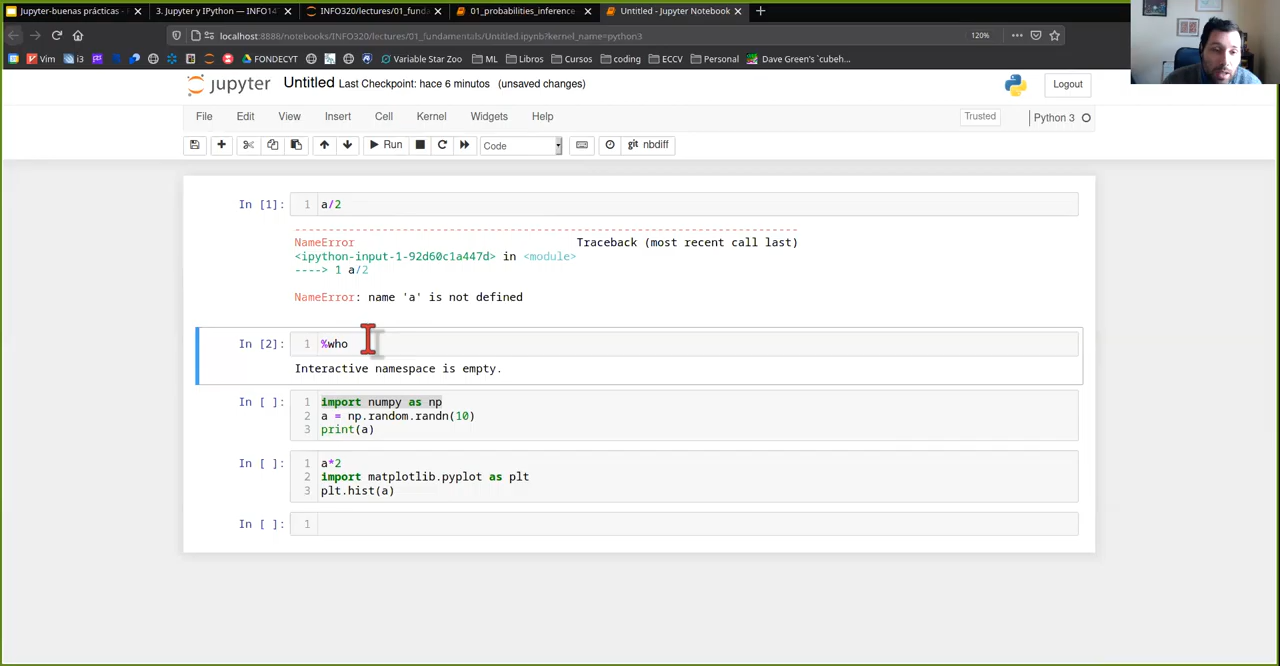 Jupyter-buenas prácticas - 
3. Jupyter y IPython — INFO14
INFO320/lectures/01_funda
01_probabilities_inference
Untitled - Jupyter Notebook
localhost:8888/notebooks/INFO320/lectures/01_fundamentals/Untitled.ipynb?kernel_name=python3
120%
Vim
i3
FONDECYT
Variable Star Zoo
ML
Libros
Cursos
coding
ECCV
Personal
Dave Green's `cubeh...
jupyter
Untitled Last Checkpoint: hace 6 minutos (unsaved changes)
Logout
File Edit View Insert Cell Kernel Widgets Help
Trusted
Python 3
Run
Code
git nbdiff
In [1]: 1 a/2
NameError Traceback (most recent call last)
<ipython-input-1-92d60c1a447d> in <module>
----> 1 a/2
NameError: name 'a' is not defined
In [2]: 1 %who
Interactive namespace is empty.
In [ ]: 1 import numpy as np
2 a = np.random.randn(10)
3 print(a)
In [ ]: 1 a*2
2 import matplotlib.pyplot as plt
3 plt.hist(a)
In [ ]: 1